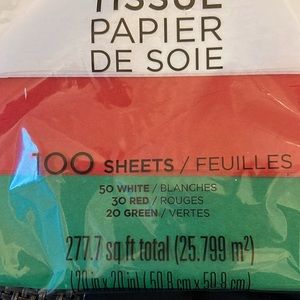 TISSUE
PAPIER
DE SOIE
100 SHEETS / FEUILLES
50 WHITE / BLANCHES
30 RED / ROUGES
20 GREEN / VERTES
277.7 sq ft total (25.799 m²)
(20 in x 20 in) (50.8 cm x 50.8 cm)